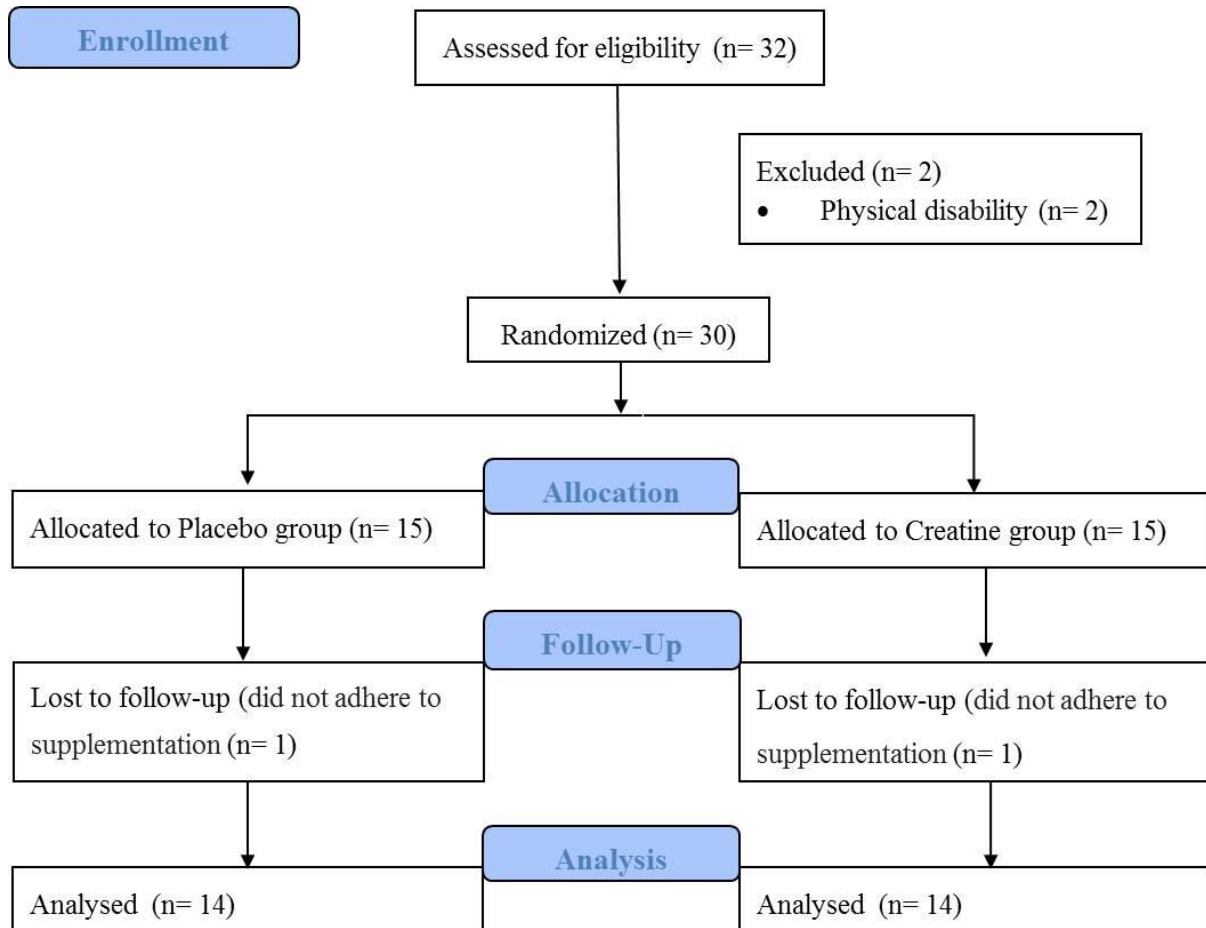 Enrollment
Assessed for eligibility (n= 32)
Excluded (n= 2)
• Physical disability (n= 2)
Randomized (n= 30)
Allocation
Allocated to Placebo group (n= 15)
Allocated to Creatine group (n= 15)
Follow-Up
Lost to follow-up (did not adhere to
supplementation (n= 1)
Lost to follow-up (did not adhere to
supplementation (n= 1)
Analysis
Analysed (n= 14)
Analysed (n= 14)